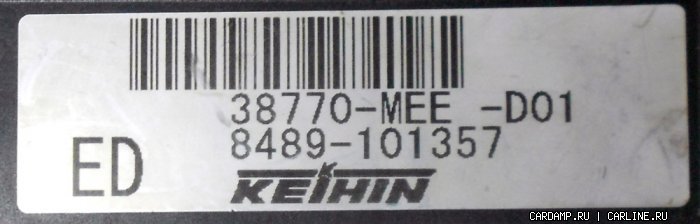 38770-MEE -D01
8489-101357
ED
KEIHIN
CARDAMP.RU | CARLINE.RU